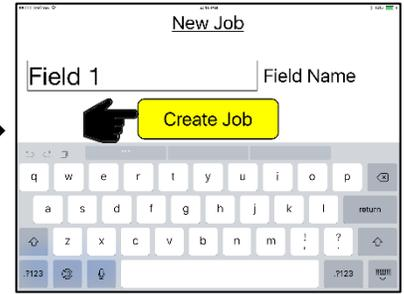 New Job
Field 1 Field Name
Create Job
q w e r t y u i o p
a s d f g h j k l return
z x c v b n m ! , ? .
.?123 .?123